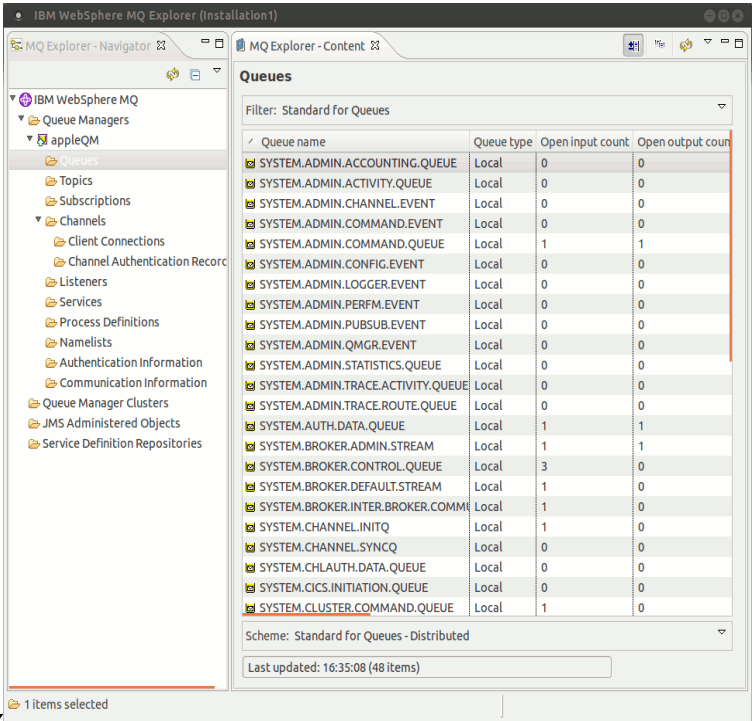 IBM WebSphere MQ Explorer (Installation1)
MQ Explorer - Navigator
IBM WebSphere MQ
Queue Managers
appleQM
Queues
Topics
Subscriptions
Channels
Client Connections
Channel Authentication Recorc
Listeners
Services
Process Definitions
Namelists
Authentication Information
Communication Information
Queue Manager Clusters
JMS Administered Objects
Service Definition Repositories
MQ Explorer - Content
Queues
Filter: Standard for Queues
Queue name Queue type Open input count Open output coun
SYSTEM.ADMIN.ACCOUNTING.QUEUE Local 0 0
SYSTEM.ADMIN.ACTIVITY.QUEUE Local 0 0
SYSTEM.ADMIN.CHANNEL.EVENT Local 0 0
SYSTEM.ADMIN.COMMAND.EVENT Local 0 0
SYSTEM.ADMIN.COMMAND.QUEUE Local 1 1
SYSTEM.ADMIN.CONFIG.EVENT Local 0 0
SYSTEM.ADMIN.LOGGER.EVENT Local 0 0
SYSTEM.ADMIN.PERFM.EVENT Local 0 0
SYSTEM.ADMIN.PUBSUB.EVENT Local 0 0
SYSTEM.ADMIN.QMGR.EVENT Local 0 0
SYSTEM.ADMIN.STATISTICS.QUEUE Local 0 0
SYSTEM.ADMIN.TRACE.ACTIVITY.QUEUE Local 0 0
SYSTEM.ADMIN.TRACE.ROUTE.QUEUE Local 0 0
SYSTEM.AUTH.DATA.QUEUE Local 1 1
SYSTEM.BROKER.ADMIN.STREAM Local 1 1
SYSTEM.BROKER.CONTROL.QUEUE Local 3 0
SYSTEM.BROKER.DEFAULT.STREAM Local 1 0
SYSTEM.BROKER.INTER.BROKER.COMMU Local 1 0
SYSTEM.CHANNEL.INITQ Local 1 0
SYSTEM.CHANNEL.SYNCQ Local 0 0
SYSTEM.CHLAUTH.DATA.QUEUE Local 0 0
SYSTEM.CICS.INITIATION.QUEUE Local 0 0
SYSTEM.CLUSTER.COMMAND.QUEUE Local 1 0
Scheme: Standard for Queues - Distributed
Last updated: 16:35:08 (48 items)
1 items selected